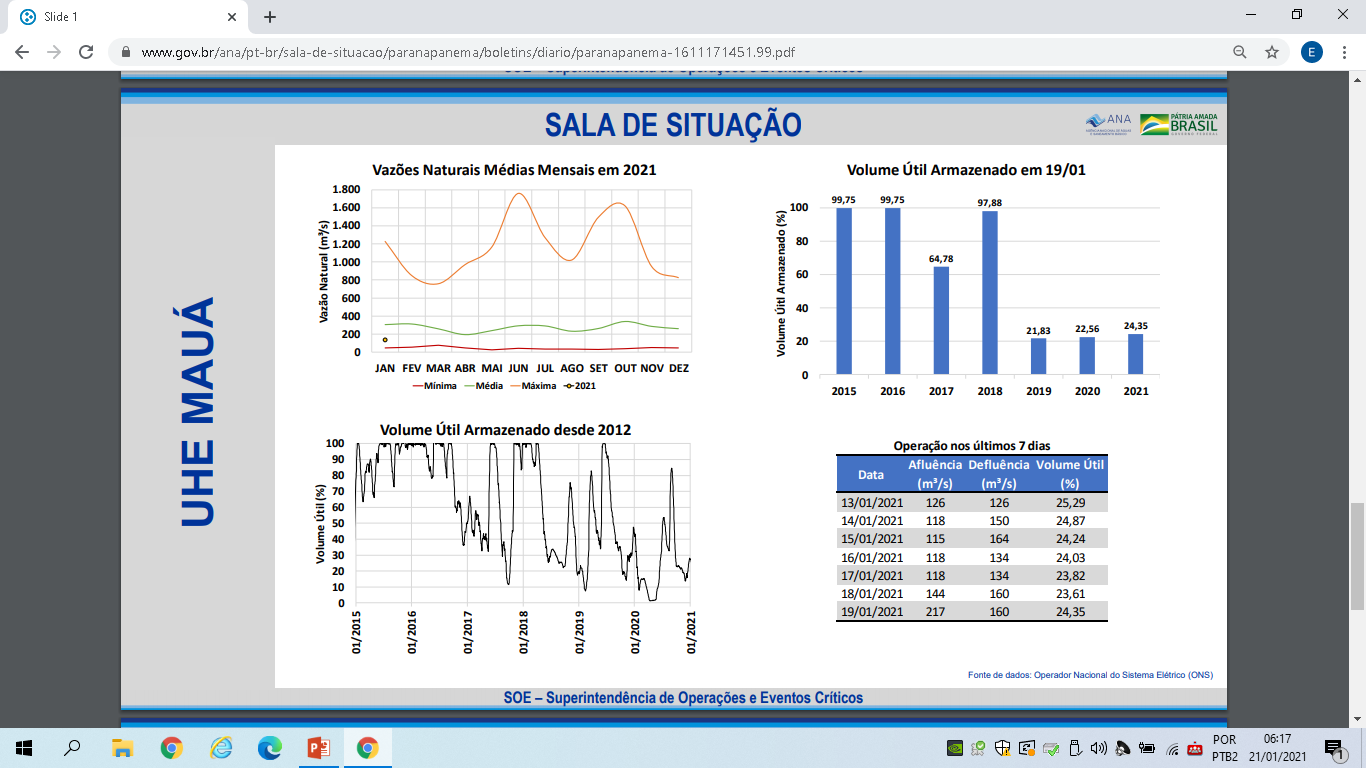 Slide 1
www.gov.br/ana/pt-br/sala-de-situacao/paranapanema/boletins/diario/paranapanema-1611171451.99.pdf
E
SOE – Superintendência de Operações e Eventos Críticos
SALA DE SITUAÇÃO
ANA
PÁTRIA AMADA
BRASIL
GOVERNO FEDERAL
UHE MAUÁ
Vazões Naturais Médias Mensais em 2021
Vazão Natural (m³/s)
1.800
1.600
1.400
1.200
1.000
800
600
400
200
0
JAN FEV MAR ABR MAI JUN JUL AGO SET OUT NOV DEZ
Mínima Média Máxima 2021
Volume Útil Armazenado em 19/01
Volume Úitl Armazenado (%)
100
80
60
40
20
0
99,75 99,75 64,78 97,88 21,83 22,56 24,35
2015 2016 2017 2018 2019 2020 2021
Volume Útil Armazenado desde 2012
Volume Útil (%)
100
90
80
70
60
50
40
30
20
10
0
01/2015 01/2016 01/2017 01/2018 01/2019 01/2020 01/2021
Operação nos últimos 7 dias
Data Afluência (m³/s) Defluência (m³/s) Volume Útil (%)
13/01/2021 126 126 25,29
14/01/2021 118 150 24,87
15/01/2021 115 164 24,24
16/01/2021 118 134 24,03
17/01/2021 118 134 23,82
18/01/2021 144 160 23,61
19/01/2021 217 160 24,35
Fonte de dados: Operador Nacional do Sistema Elétrico (ONS)
SOE – Superintendência de Operações e Eventos Críticos
POR
PTB2
06:17
21/01/2021
1